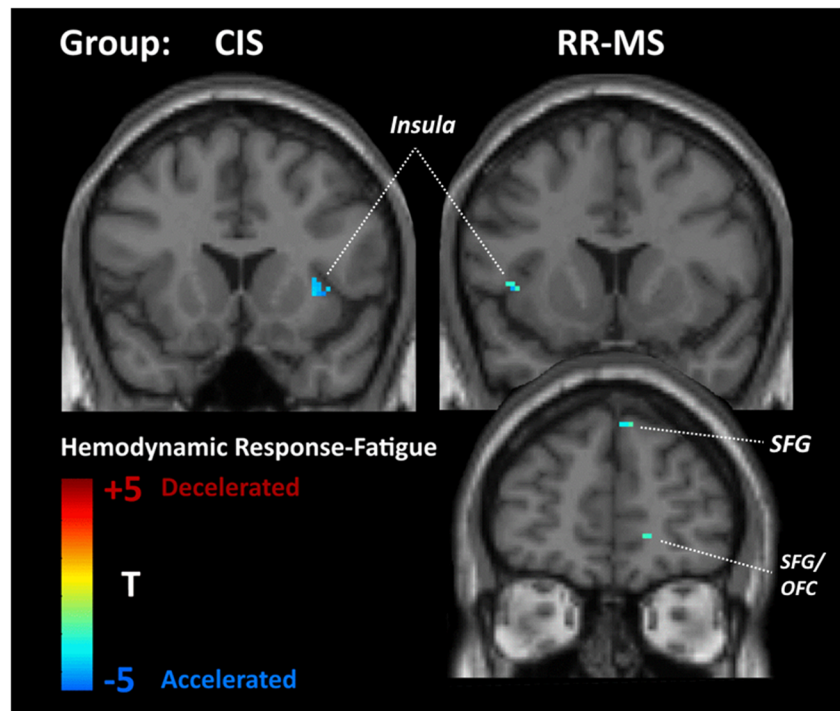 Group: CIS RR-MS
Insula
SFG
SFG/
OFC
Hemodynamic Response-Fatigue
+5 Decelerated
T
-5 Accelerated